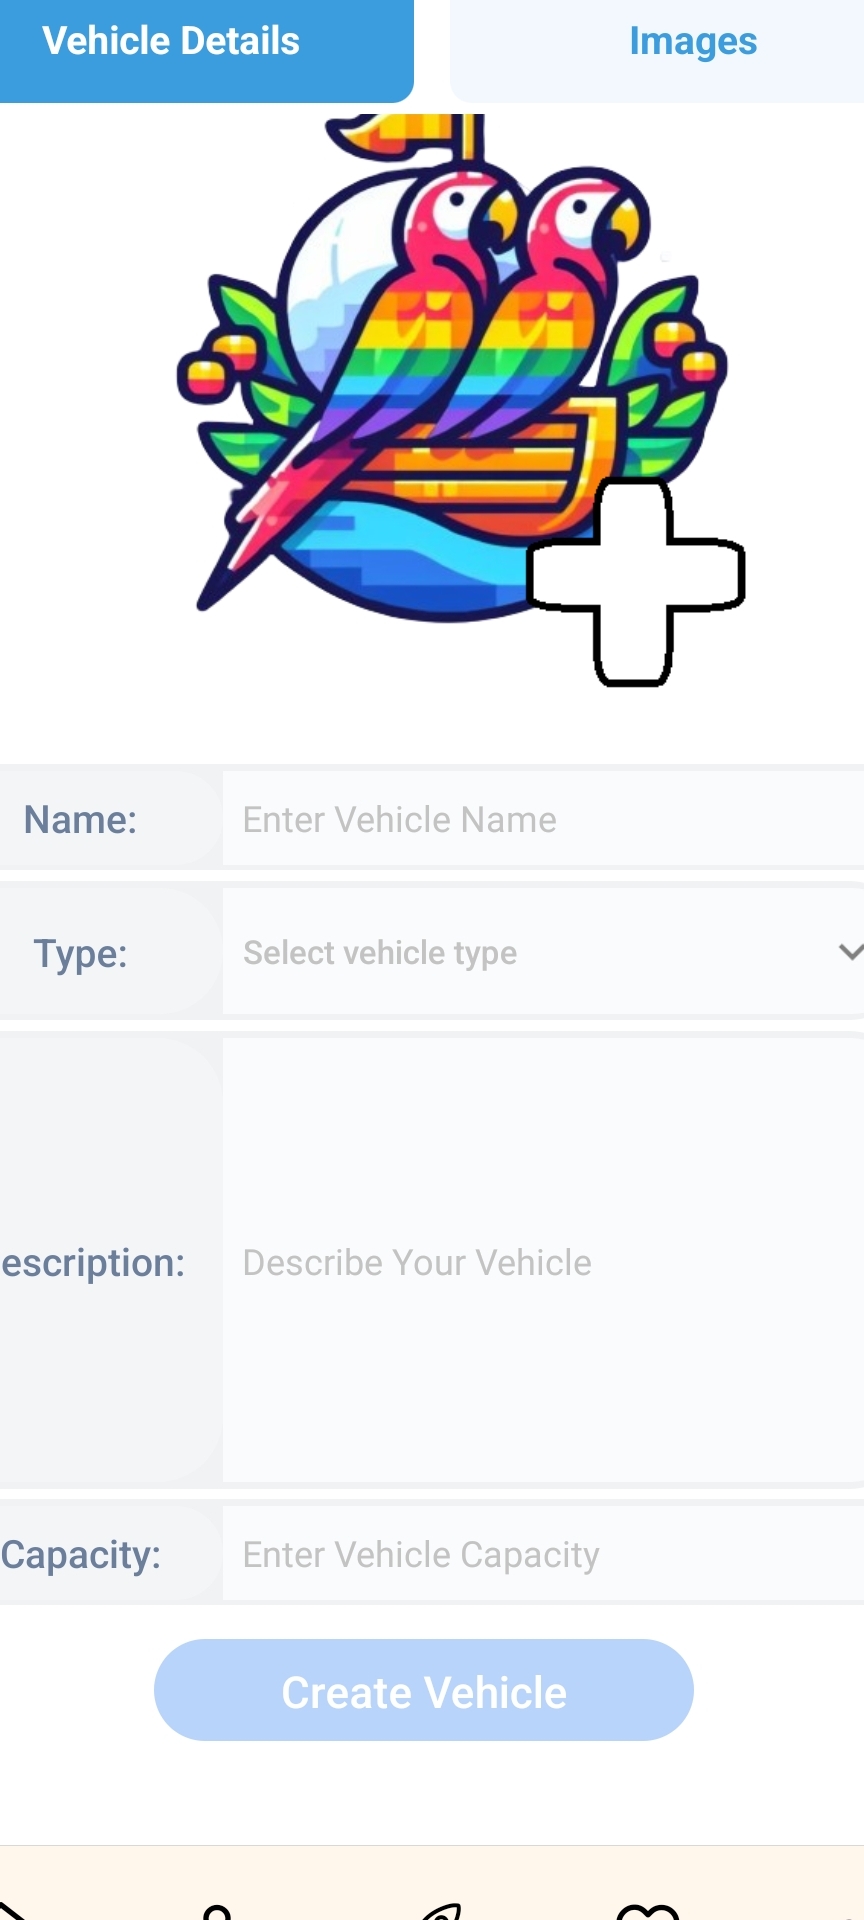 Vehicle Details
Images
Name:
Enter Vehicle Name
Type:
Select vehicle type
escription:
Describe Your Vehicle
Capacity:
Enter Vehicle Capacity
Create Vehicle